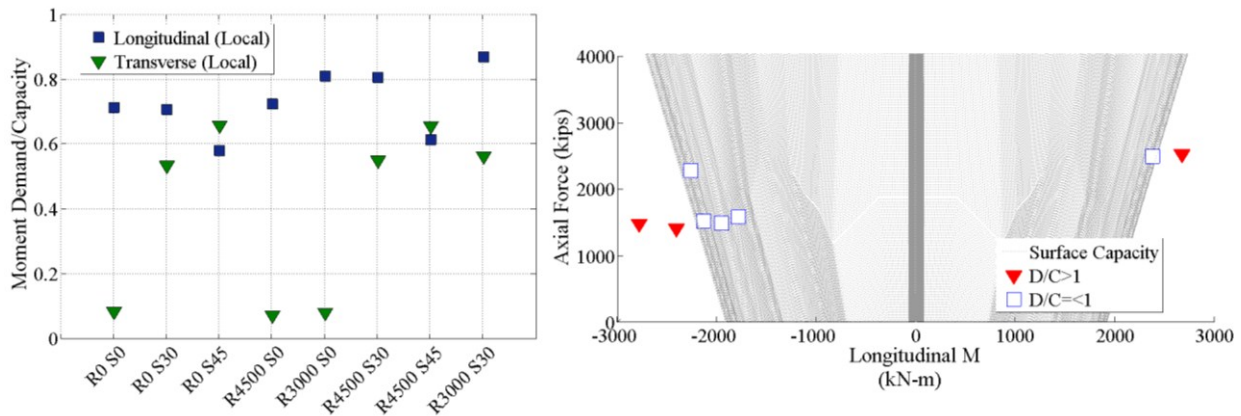 Moment Demand/Capacity
1
0.8
0.6
0.4
0.2
0
Longitudinal (Local)
Transverse (Local)
R0 S0
R0 S30
R0 S45
R4500 S0
R3000 S0
R4500 S30
R4500 S45
R3000 S30
Axial Force (kips)
4000
3000
2000
1000
0
Surface Capacity
D/C>1
D/C=<1
-3000
-2000
-1000
0
1000
2000
3000
Longitudinal M
(kN-m)